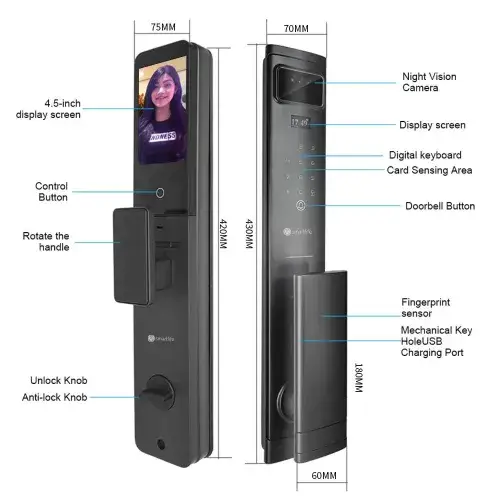 75MM
70MM
4.5-inch
display screen
Control
Button
Rotate the
handle
Unlock Knob
Anti-lock Knob
420MM
430MM
Night Vision
Camera
Display screen
Digital keyboard
Card Sensing Area
Doorbell Button
Fingerprint
sensor
Mechanical Key
HoleUSB
Charging Port
180MM
60MM